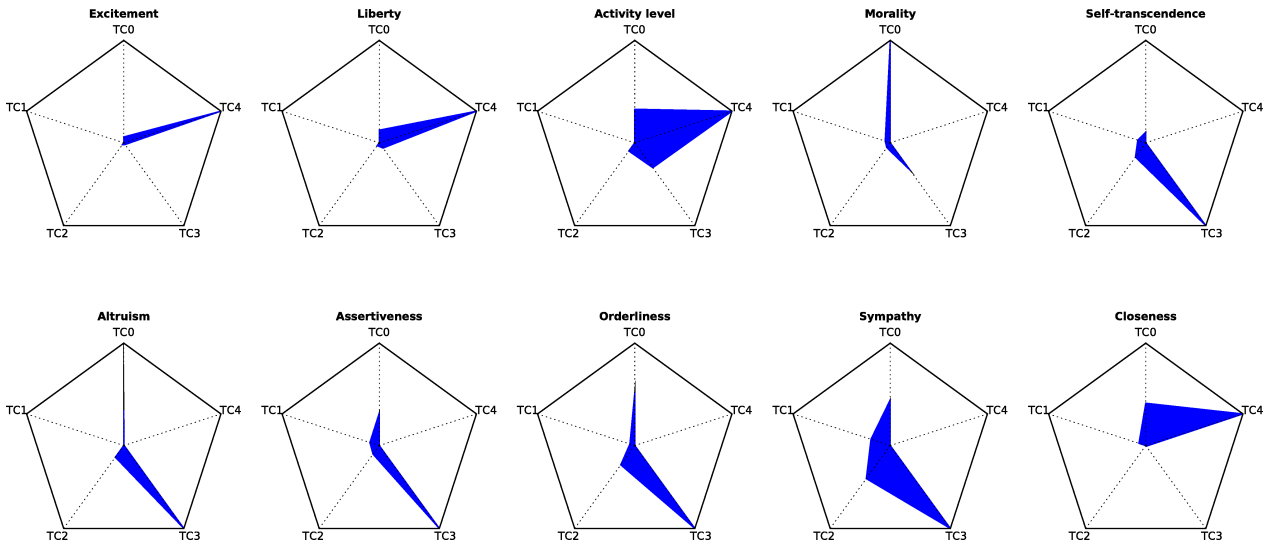 Excitement
TC0
TC1
TC4
TC2
TC3
Liberty
TC0
TC1
TC4
TC2
TC3
Activity level
TC0
TC1
TC4
TC2
TC3
Morality
TC0
TC1
TC4
TC2
TC3
Self-transcendence
TC0
TC1
TC4
TC2
TC3
Altruism
TC0
TC1
TC4
TC2
TC3
Assertiveness
TC0
TC1
TC4
TC2
TC3
Orderliness
TC0
TC1
TC4
TC2
TC3
Sympathy
TC0
TC1
TC4
TC2
TC3
Closeness
TC0
TC1
TC4
TC2
TC3